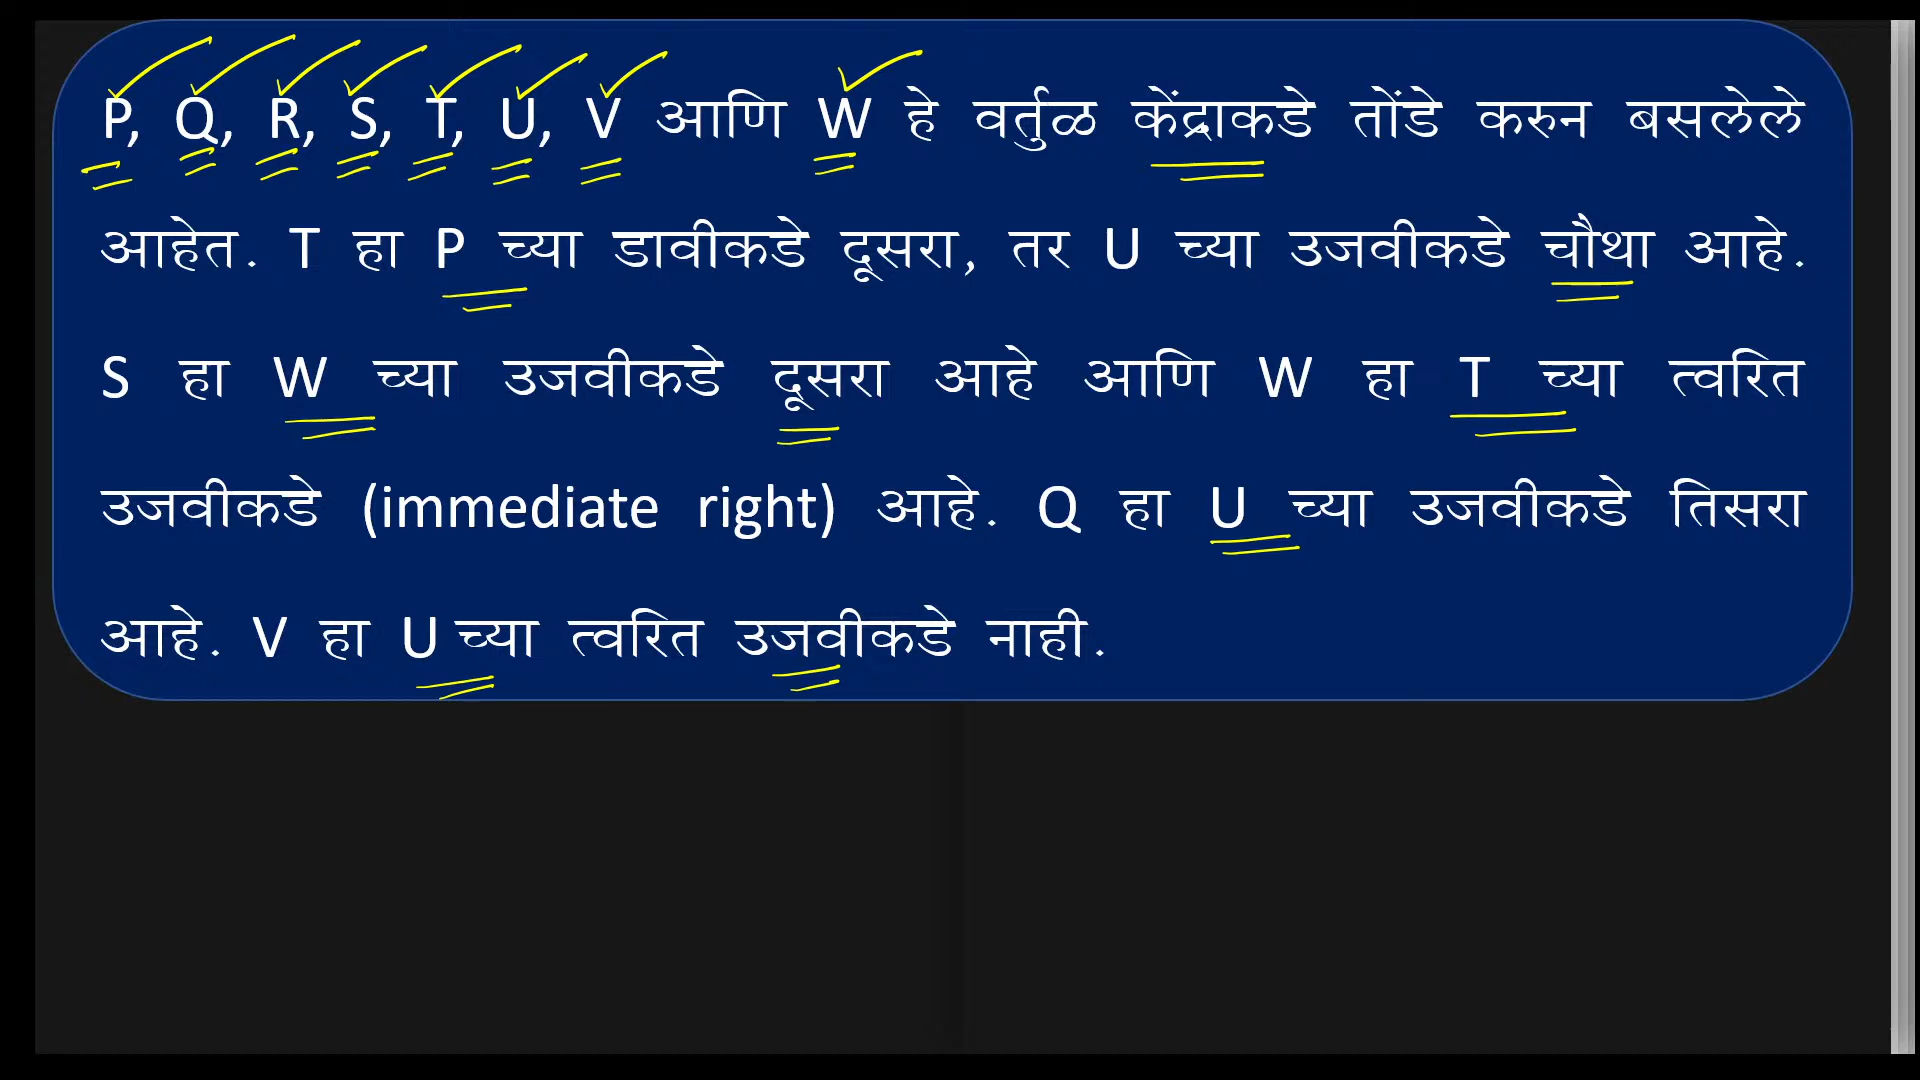 P, Q, R, S, T, U, V आणि W हे वर्तुळ केंद्राकडे तोंडे करुन बसलेले
आहेत. T हा P च्या डावीकडे दूसरा, तर U च्या उजवीकडे चौथा आहे.
S हा W च्या उजवीकडे दूसरा आहे आणि W हा T च्या त्वरित
उजवीकडे (immediate right) आहे. Q हा U च्या उजवीकडे तिसरा
आहे. V हा U च्या त्वरित उजवीकडे नाही.